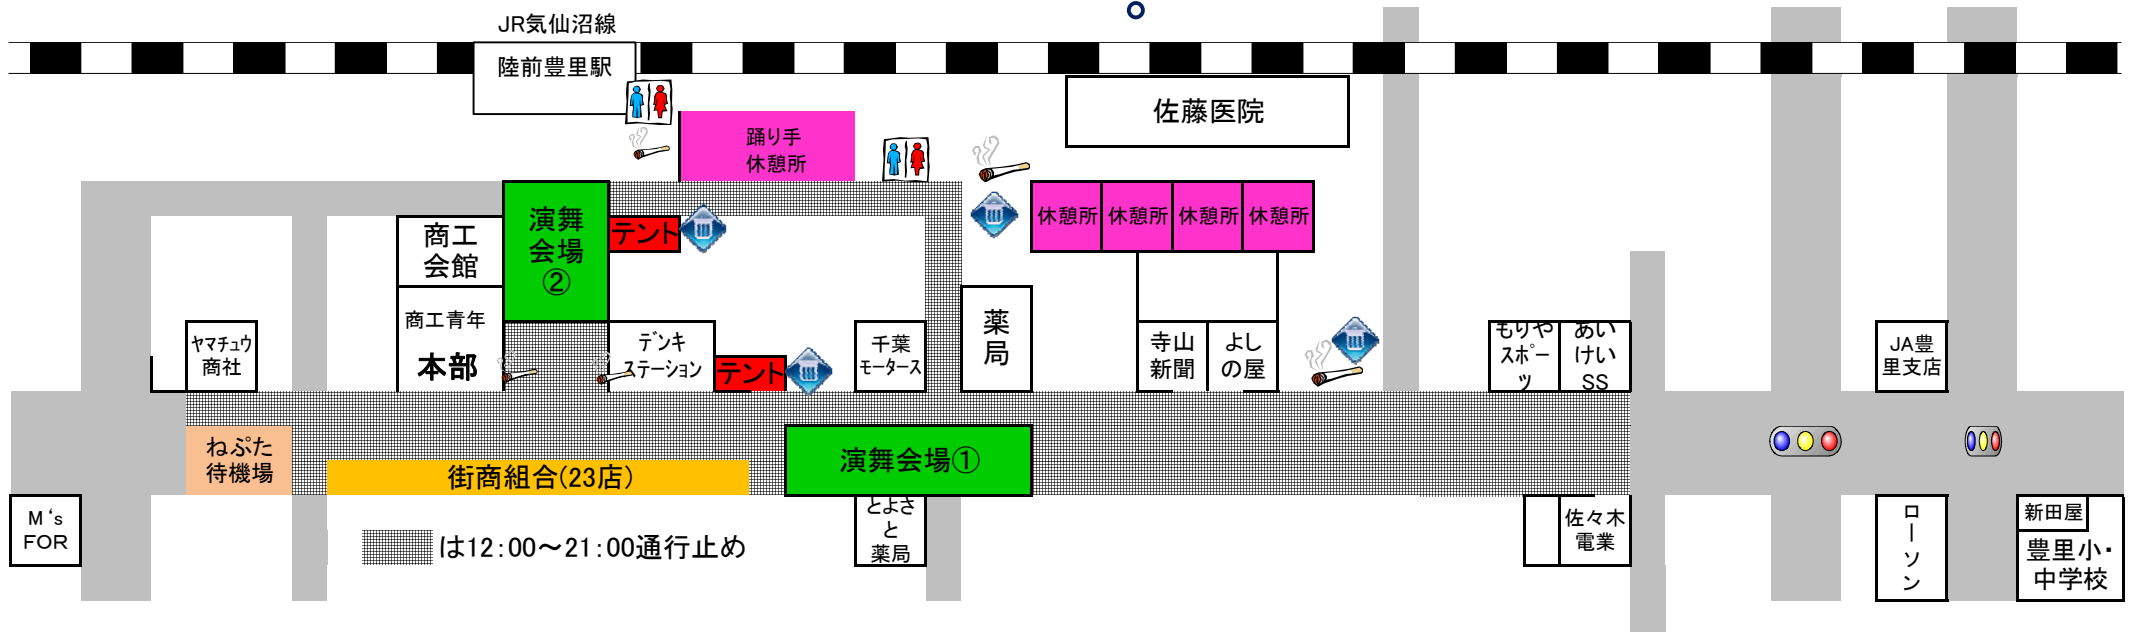 JR気仙沼線
陸前豊里駅
佐藤医院
踊り手
休憩所
演舞
会場
②
テント
休憩所
休憩所
休憩所
休憩所
商工
会館
商工青年
本部
ヤマチュウ
商社
デンキ
ステーション
テント
千葉
モータース
薬
局
寺山
新聞
よし
の屋
もりや
スポー
ツ
あい
けい
SS
JA豊
里支店
ねぷた
待機場
街商組合(23店)
演舞会場①
M‘s
FOR
は12:00～21:00通行止め
とよさ
と
薬局
佐々木
電業
ローソン
新田屋
豊里小・
中学校